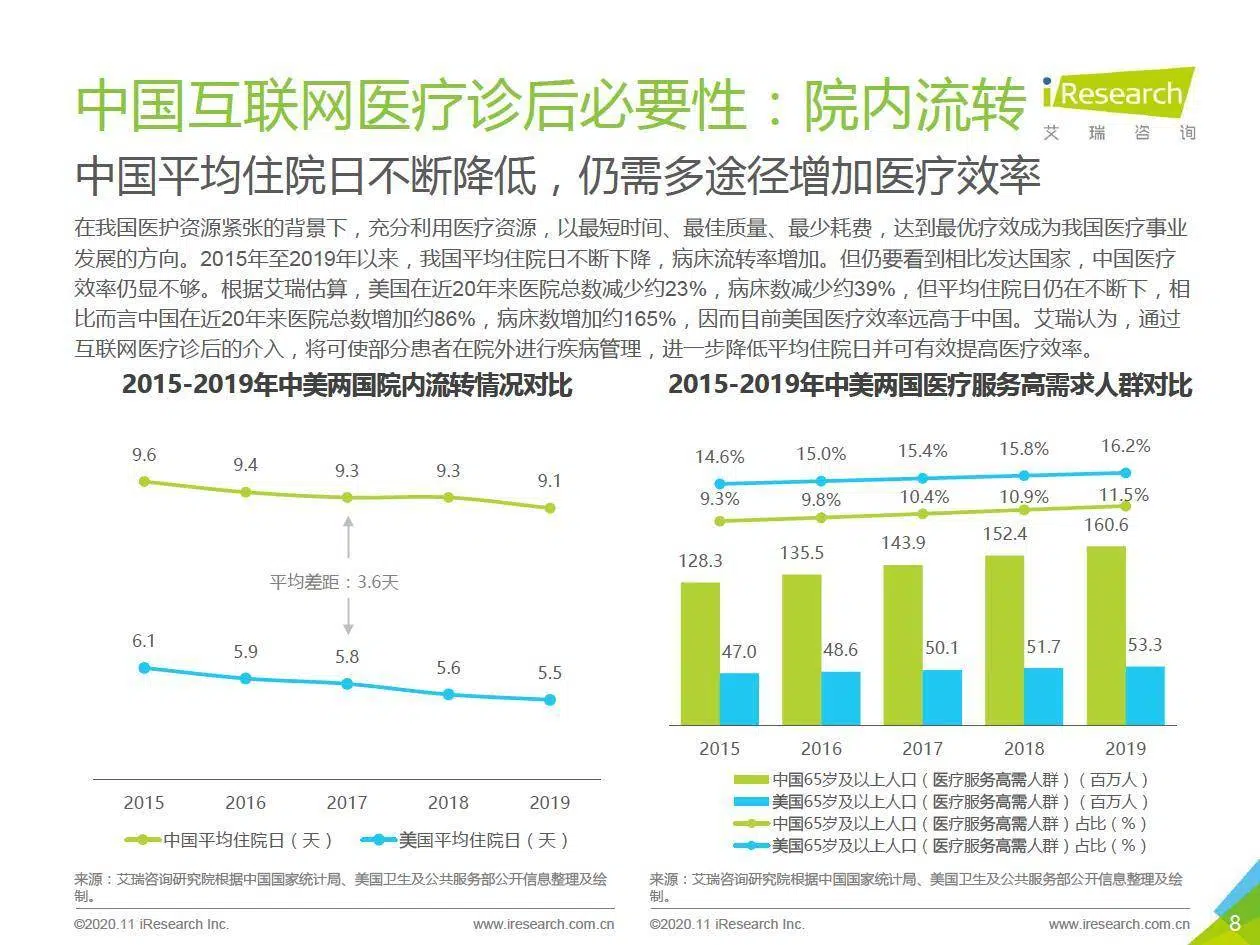 中国互联网医疗诊后必要性：院内流转
iResearch
艾 瑞 咨 询
中国平均住院日不断降低，仍需多途径增加医疗效率
在我国医护资源紧张的背景下，充分利用医疗资源，以最短时间、最佳质量、最少耗费，达到最优疗效成为我国医疗事业
发展的方向。2015年至2019年以来，我国平均住院日不断下降，病床流转率增加。但仍要看到相比发达国家，中国医疗
效率仍显不够。根据艾瑞估算，美国在近20年来医院总数减少约23%，病床数减少约39%，但平均住院日仍在不断下，相
比而言中国在近20年来医院总数增加约86%，病床数增加约165%，因而目前美国医疗效率远高于中国。艾瑞认为，通过
互联网医疗诊后的介入，将可使部分患者在院外进行疾病管理，进一步降低平均住院日并可有效提高医疗效率。
2015-2019年中美两国院内流转情况对比
9.6 9.4 9.3 9.3 9.1
平均差距：3.6天
6.1 5.9 5.8 5.6 5.5
2015 2016 2017 2018 2019
中国平均住院日（天） 美国平均住院日（天）
来源：艾瑞咨询研究院根据中国国家统计局、美国卫生及公共服务部公开信息整理及绘
制。
©2020.11 iResearch Inc. www.iresearch.com.cn
2015-2019年中美两国医疗服务高需求人群对比
14.6% 15.0% 15.4% 15.8% 16.2%
9.3% 9.8% 10.4% 10.9% 11.5%
128.3 135.5 143.9 152.4 160.6
47.0 48.6 50.1 51.7 53.3
2015 2016 2017 2018 2019
中国65岁及以上人口（医疗服务高需人群）（百万人）
美国65岁及以上人口（医疗服务高需人群）（百万人）
中国65岁及以上人口（医疗服务高需人群）占比（%）
美国65岁及以上人口（医疗服务高需人群）占比（%）
来源：艾瑞咨询研究院根据中国国家统计局、美国卫生及公共服务部公开信息整理及绘
制。
©2020.11 iResearch Inc. www.iresearch.com.cn
8